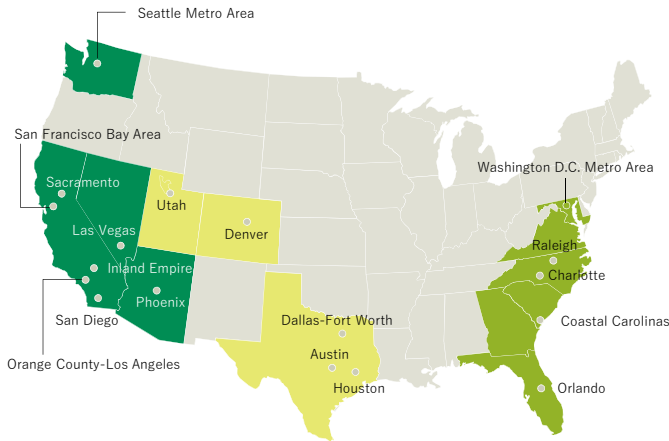 Seattle Metro Area
San Francisco Bay Area
Washington D.C. Metro Area
Sacramento
Utah
Las Vegas
Denver
Raleigh
Inland Empire
Charlotte
Phoenix
San Diego
Dallas-Fort Worth
Coastal Carolinas
Austin
Orange County-Los Angeles
Houston
Orlando